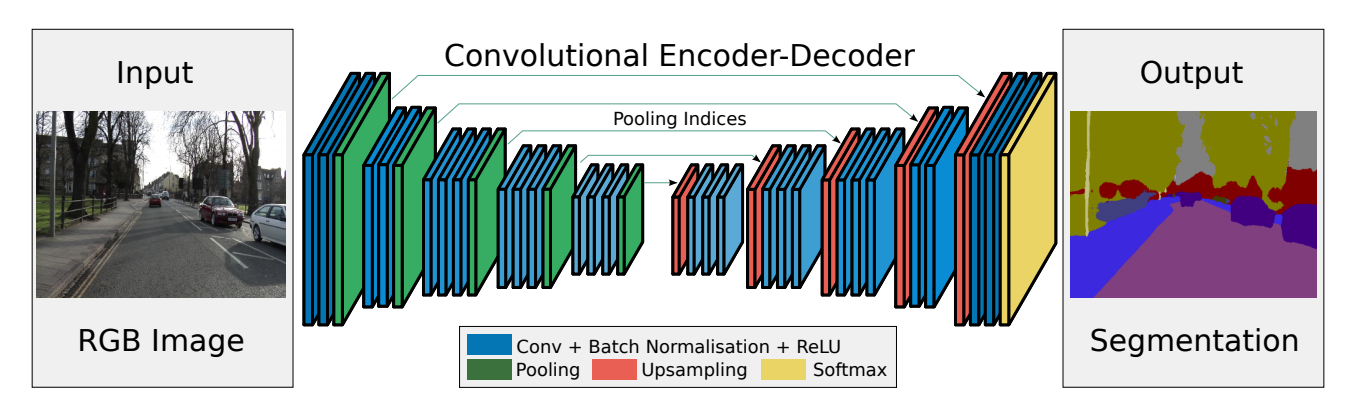 Input
RGB Image
Convolutional Encoder-Decoder
Pooling Indices
Output
Segmentation
Conv + Batch Normalisation + ReLU
Pooling Upsampling Softmax